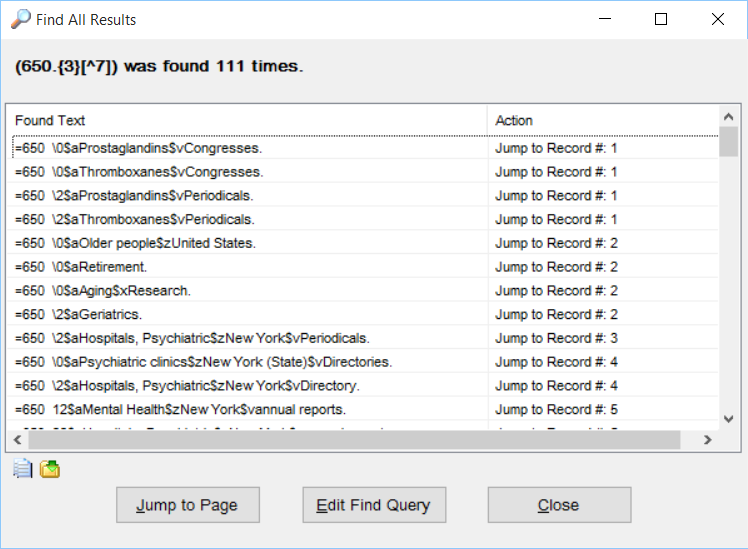 Find All Results
(650.{3}[^7]) was found 111 times.
Found Text Action
=650  \0$aProstaglandins$vCongresses. Jump to Record #: 1
=650  \0$aThromboxanes$vCongresses. Jump to Record #: 1
=650  \2$aProstaglandins$vPeriodicals. Jump to Record #: 1
=650  \2$aThromboxanes$vPeriodicals. Jump to Record #: 1
=650  \0$aOlder people$zUnited States. Jump to Record #: 2
=650  \0$aRetirement. Jump to Record #: 2
=650  \0$aAging$xResearch. Jump to Record #: 2
=650  \2$aGeriatrics. Jump to Record #: 2
=650  \2$aHospitals, Psychiatric$zNew York$vPeriodicals. Jump to Record #: 3
=650  \0$aPsychiatric clinics$zNew York (State)$vDirectories. Jump to Record #: 4
=650  \2$aHospitals, Psychiatric$zNew York$vDirectory. Jump to Record #: 4
=650  12$aMental Health$zNew York$vannual reports. Jump to Record #: 5
Jump to Page Edit Find Query Close